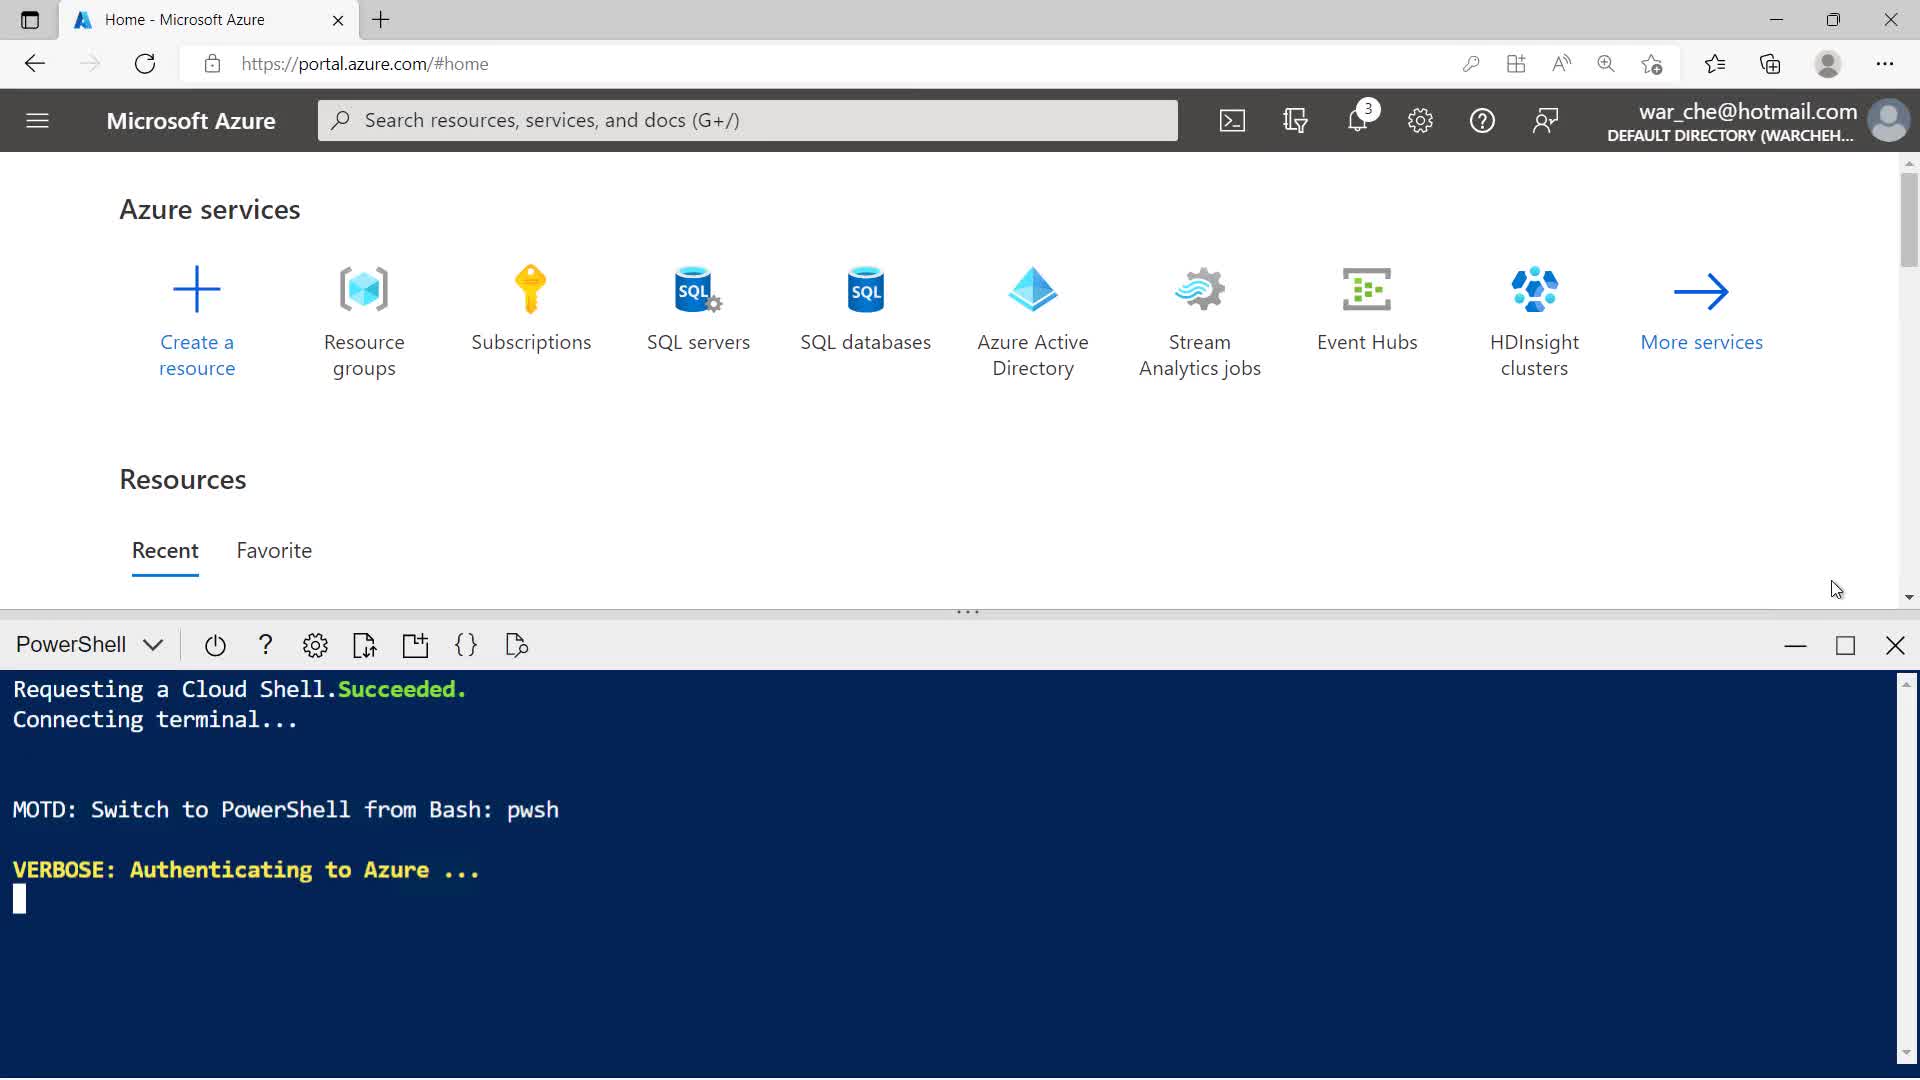 Home - Microsoft Azure
https://portal.azure.com/#home
Microsoft Azure
Search resources, services, and docs (G+/)
3
war_che@hotmail.com
DEFAULT DIRECTORY (WARCHEH...
Azure services
Create a
resource
Resource
groups
Subscriptions
SQL
SQL servers
SQL
SQL databases
Azure Active
Directory
Stream
Analytics jobs
Event Hubs
HDInsight
clusters
More services
Resources
Recent
Favorite
PowerShell
Requesting a Cloud Shell.Succeeded.
Connecting terminal...
MOTD: Switch to PowerShell from Bash: pwsh
VERBOSE: Authenticating to Azure ...